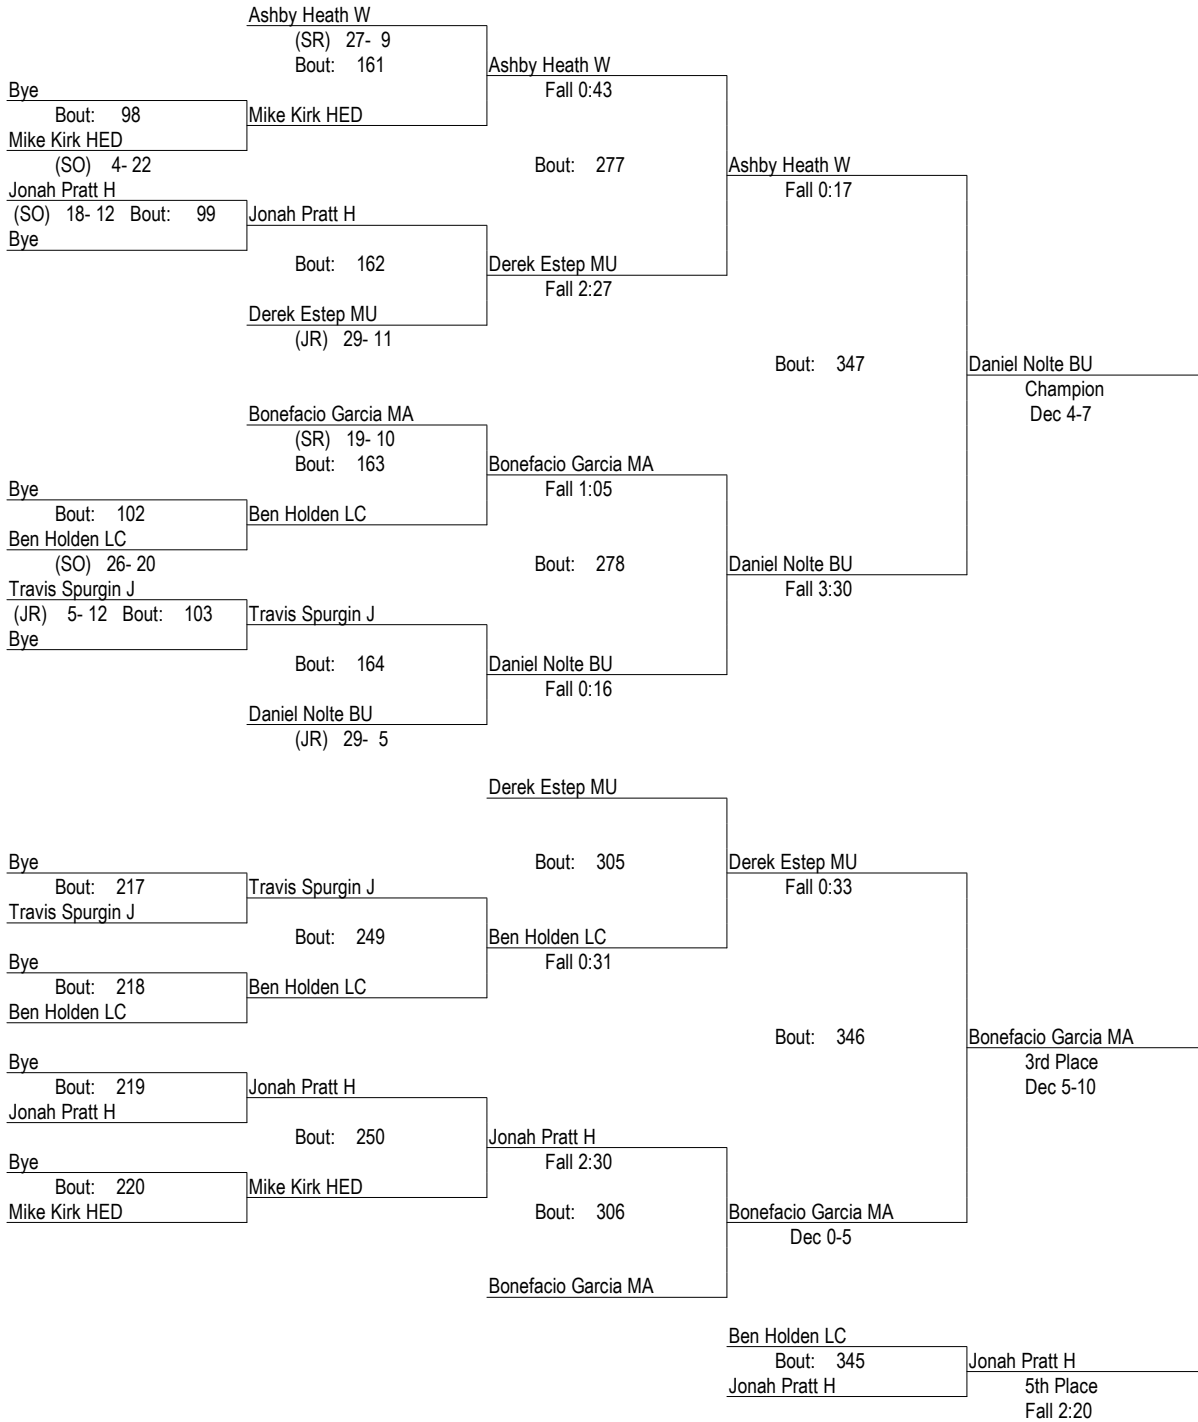 Ashby Heath W
(SR) 27- 9
Bout: 161 Ashby Heath W
Bye Fall 0:43
Bout: 98 Mike Kirk HED
Mike Kirk HED
(SO) 4- 22 Bout: 277 Ashby Heath W
Jonah Pratt H Fall 0:17
(SO) 18- 12 Bout: 99 Jonah Pratt H
Bye
Bout: 162 Derek Estep MU
Fall 2:27
Derek Estep MU
(JR) 29- 11
Bout: 347 Daniel Nolte BU
Champion
Bonefacio Garcia MA Dec 4-7
(SR) 19- 10
Bout: 163 Bonefacio Garcia MA
Bye Fall 1:05
Bout: 102 Ben Holden LC
Ben Holden LC
(SO) 26- 20 Bout: 278 Daniel Nolte BU
Travis Spurgin J Fall 3:30
(JR) 5- 12 Bout: 103 Travis Spurgin J
Bye
Bout: 164 Daniel Nolte BU
Fall 0:16
Daniel Nolte BU
(JR) 29- 5
Derek Estep MU
Bye Bout: 305 Derek Estep MU
Bout: 217 Travis Spurgin J Fall 0:33
Travis Spurgin J
Bout: 249 Ben Holden LC
Bye Fall 0:31
Bout: 218 Ben Holden LC
Ben Holden LC
Bout: 346 Bonefacio Garcia MA
Bye 3rd Place
Bout: 219 Jonah Pratt H Dec 5-10
Jonah Pratt H
Bout: 250 Jonah Pratt H
Bye Fall 2:30
Bout: 220 Mike Kirk HED
Mike Kirk HED Bout: 306 Bonefacio Garcia MA
Dec 0-5
Bonefacio Garcia MA
Ben Holden LC
Bout: 345 Jonah Pratt H
Jonah Pratt H 5th Place
Fall 2:20